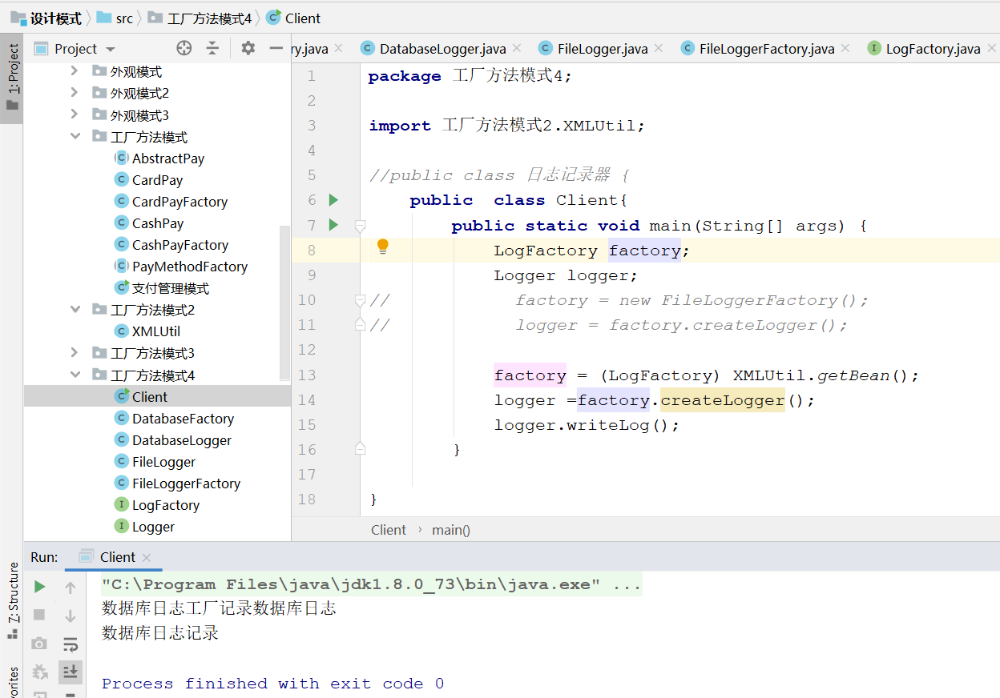 设计模式 src 工厂方法模式4 Client
1: Project
Project
ry.java DatabaseLogger.java FileLogger.java FileLoggerFactory.java LogFactory.java
外观模式
外观模式2
外观模式3
工厂方法模式
AbstractPay
CardPay
CardPayFactory
CashPay
CashPayFactory
PayMethodFactory
支付管理模式
工厂方法模式2
XMLUtil
工厂方法模式3
工厂方法模式4
Client
DatabaseFactory
DatabaseLogger
FileLogger
FileLoggerFactory
LogFactory
Logger
1 package 工厂方法模式4;
2
3 import 工厂方法模式2.XMLUtil;
4
5 //public class 日志记录器 {
6 public  class Client{
7 public static void main(String[] args) {
8 LogFactory factory;
9 Logger logger;
10 // factory = new FileLoggerFactory();
11 // logger = factory.createLogger();
12
13 factory = (LogFactory) XMLUtil.getBean();
14 logger =factory.createLogger();
15 logger.writeLog();
16 }
17
18 }
Client › main()
Run: Client
7: Structure
vorites
"C:\Program Files\java\jdk1.8.0_73\bin\java.exe" ...
数据库日志工厂记录数据库日志
数据库日志记录
Process finished with exit code 0